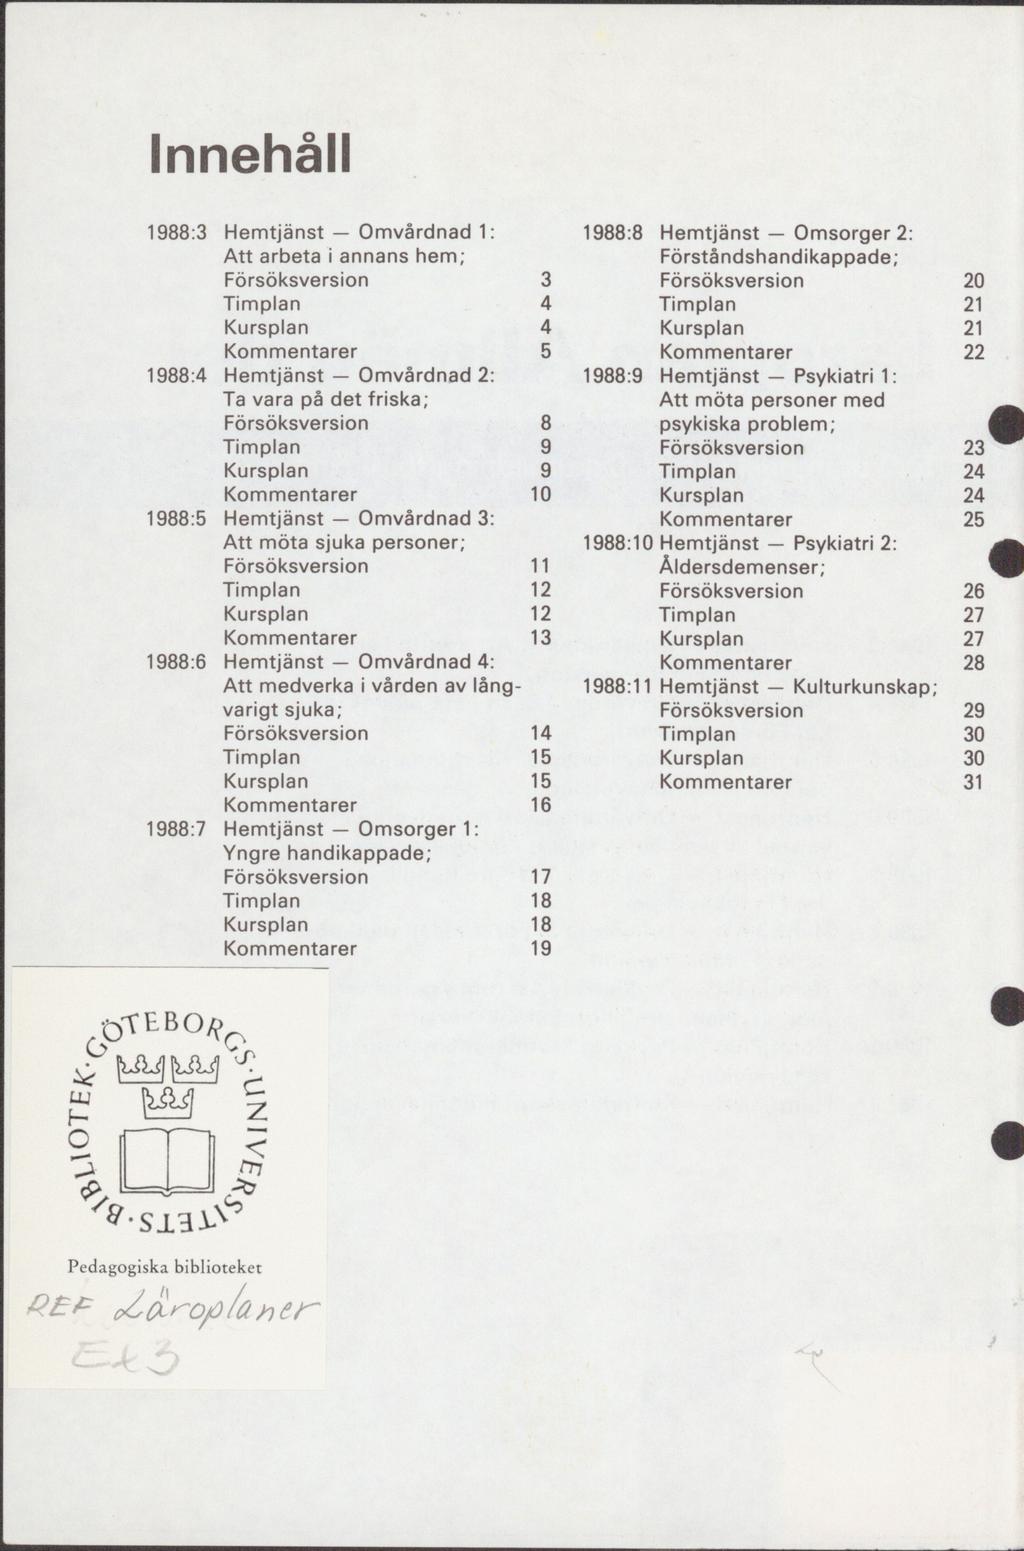 Innehåll
1988:3 Hemtjänst — Omvårdnad 1:
Att arbeta i annans hem;
Försöksversion 3
Timplan 4
Kursplan 4
Kommentarer 5
1988:4 Hemtjänst — Omvårdnad 2:
Ta vara på det friska;
Försöksversion 8
Timplan 9
Kursplan 9
Kommentarer 10
1988:5 Hemtjänst — Omvårdnad 3:
Att möta sjuka personer;
Försöksversion 11
Timplan 12
Kursplan 12
Kommentarer 13
1988:6 Hemtjänst — Omvårdnad 4:
Att medverka i vården av lång-
varigt sjuka;
Försöksversion 14
Timplan 15
Kursplan 15
Kommentarer 16
1988:7 Hemtjänst — Omsorger 1:
Yngre handikappade;
Försöksversion 17
Timplan 18
Kursplan 18
Kommentarer 19
1988:8 Hemtjänst — Omsorger 2:
Förståndshandikappade;
Försöksversion 20
Timplan 21
Kursplan 21
Kommentarer 22
1988:9 Hemtjänst — Psykiatri 1:
Att möta personer med
psykiska problem;
Försöksversion 23
Timplan 24
Kursplan 24
Kommentarer 25
1988:10 Hemtjänst — Psykiatri 2:
Åldersdemenser;
Försöksversion 26
Timplan 27
Kursplan 27
Kommentarer 28
1988:11 Hemtjänst — Kulturkunskap;
Försöksversion 29
Timplan 30
Kursplan 30
Kommentarer 31
GÖTEBORGS · UNIVERSITETS · BIBLIOTEK ·
Pedagogiska biblioteket
REF Läroplaner
Ex 3